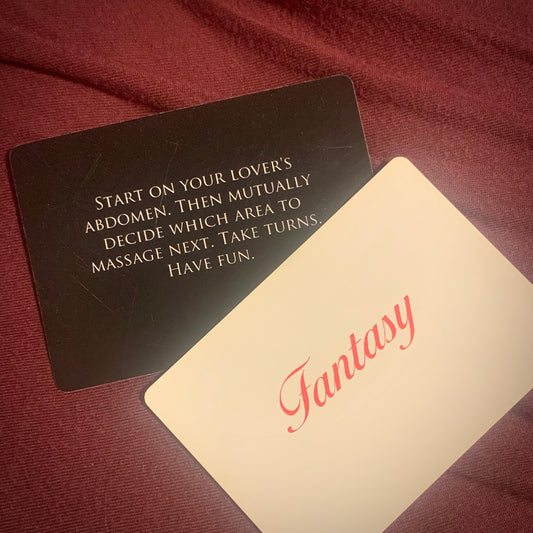 Start on your lover's
abdomen. Then mutually
decide which area to
massage next. Take turns.
Have fun.
Fantasy